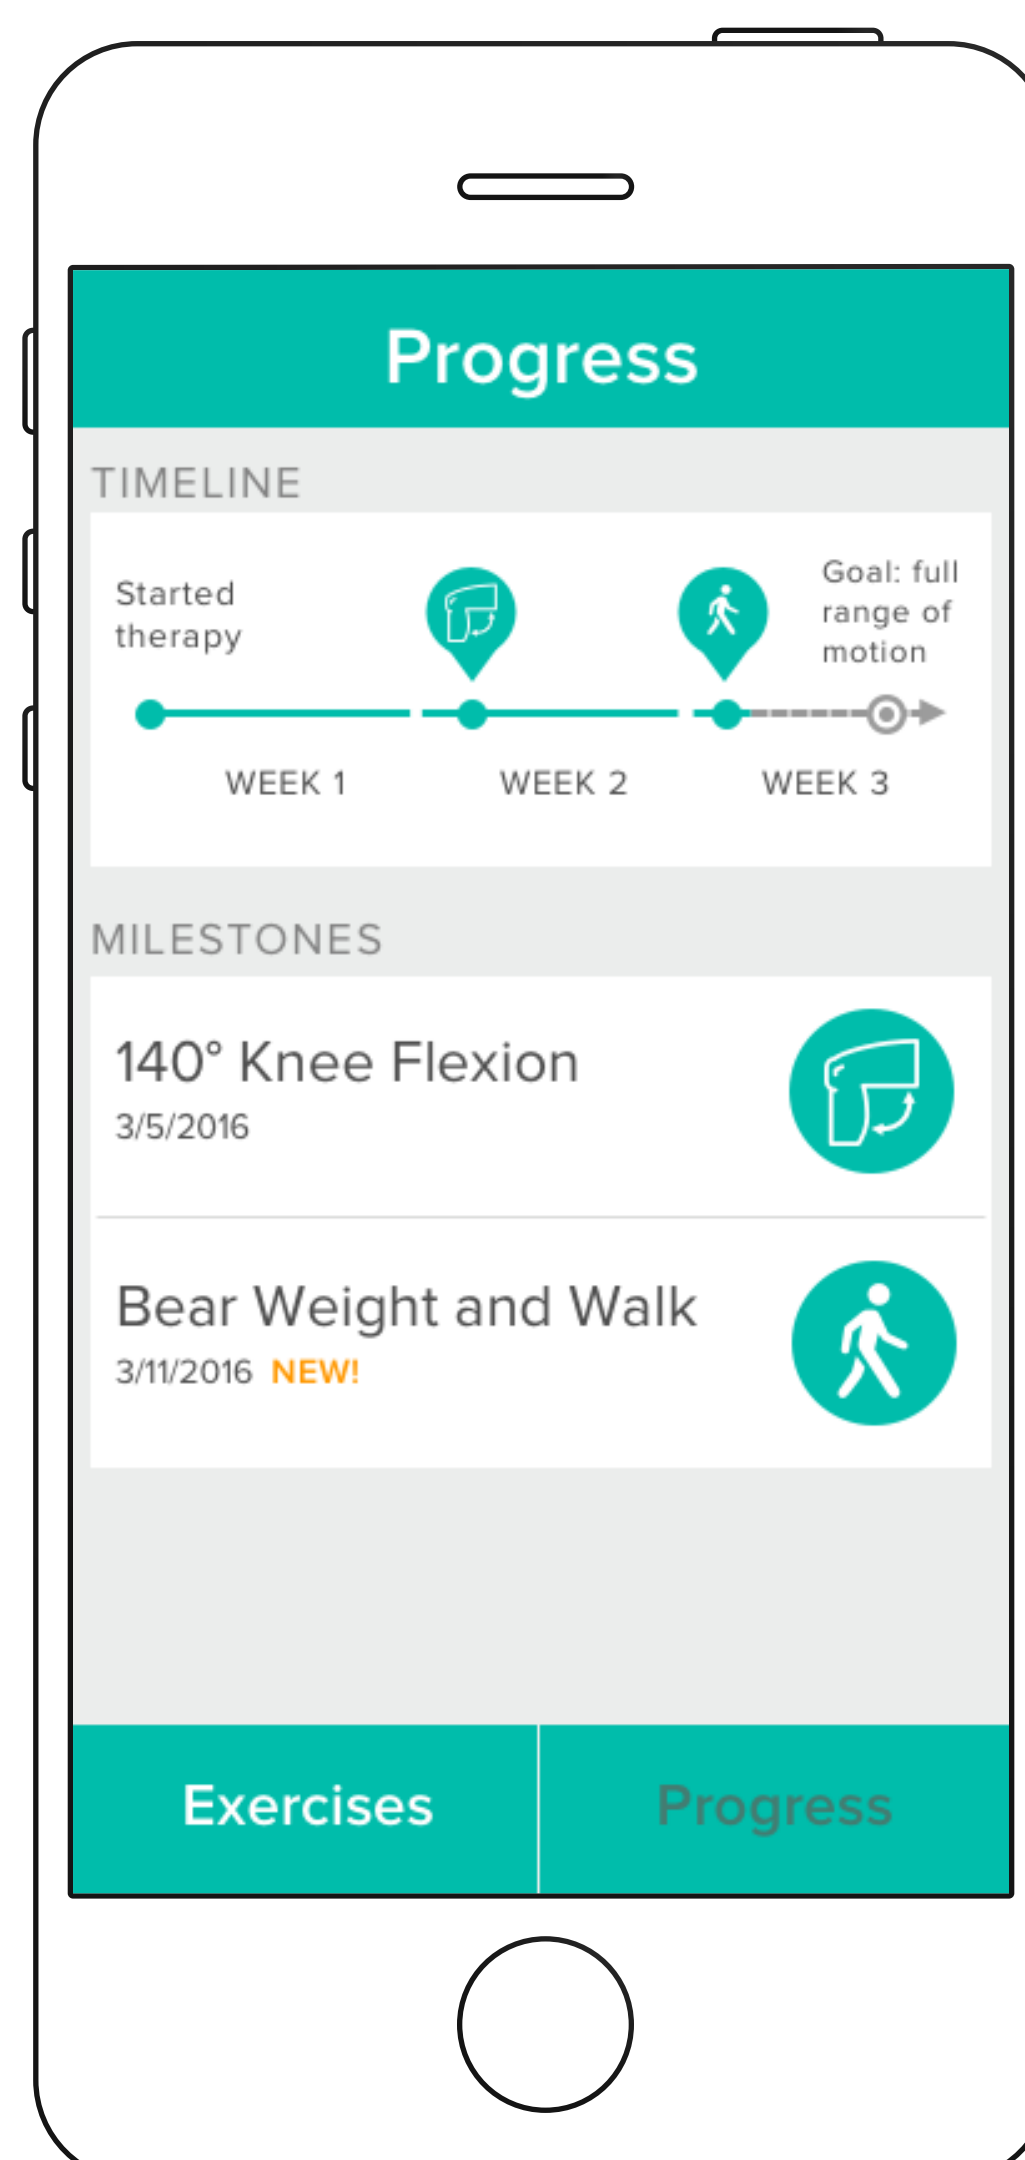 Progress
TIMELINE
Started
therapy
Goal: full
range of
motion
WEEK 1
WEEK 2
WEEK 3
MILESTONES
140° Knee Flexion
3/5/2016
Bear Weight and Walk
3/11/2016 NEW!
Exercises
Progress